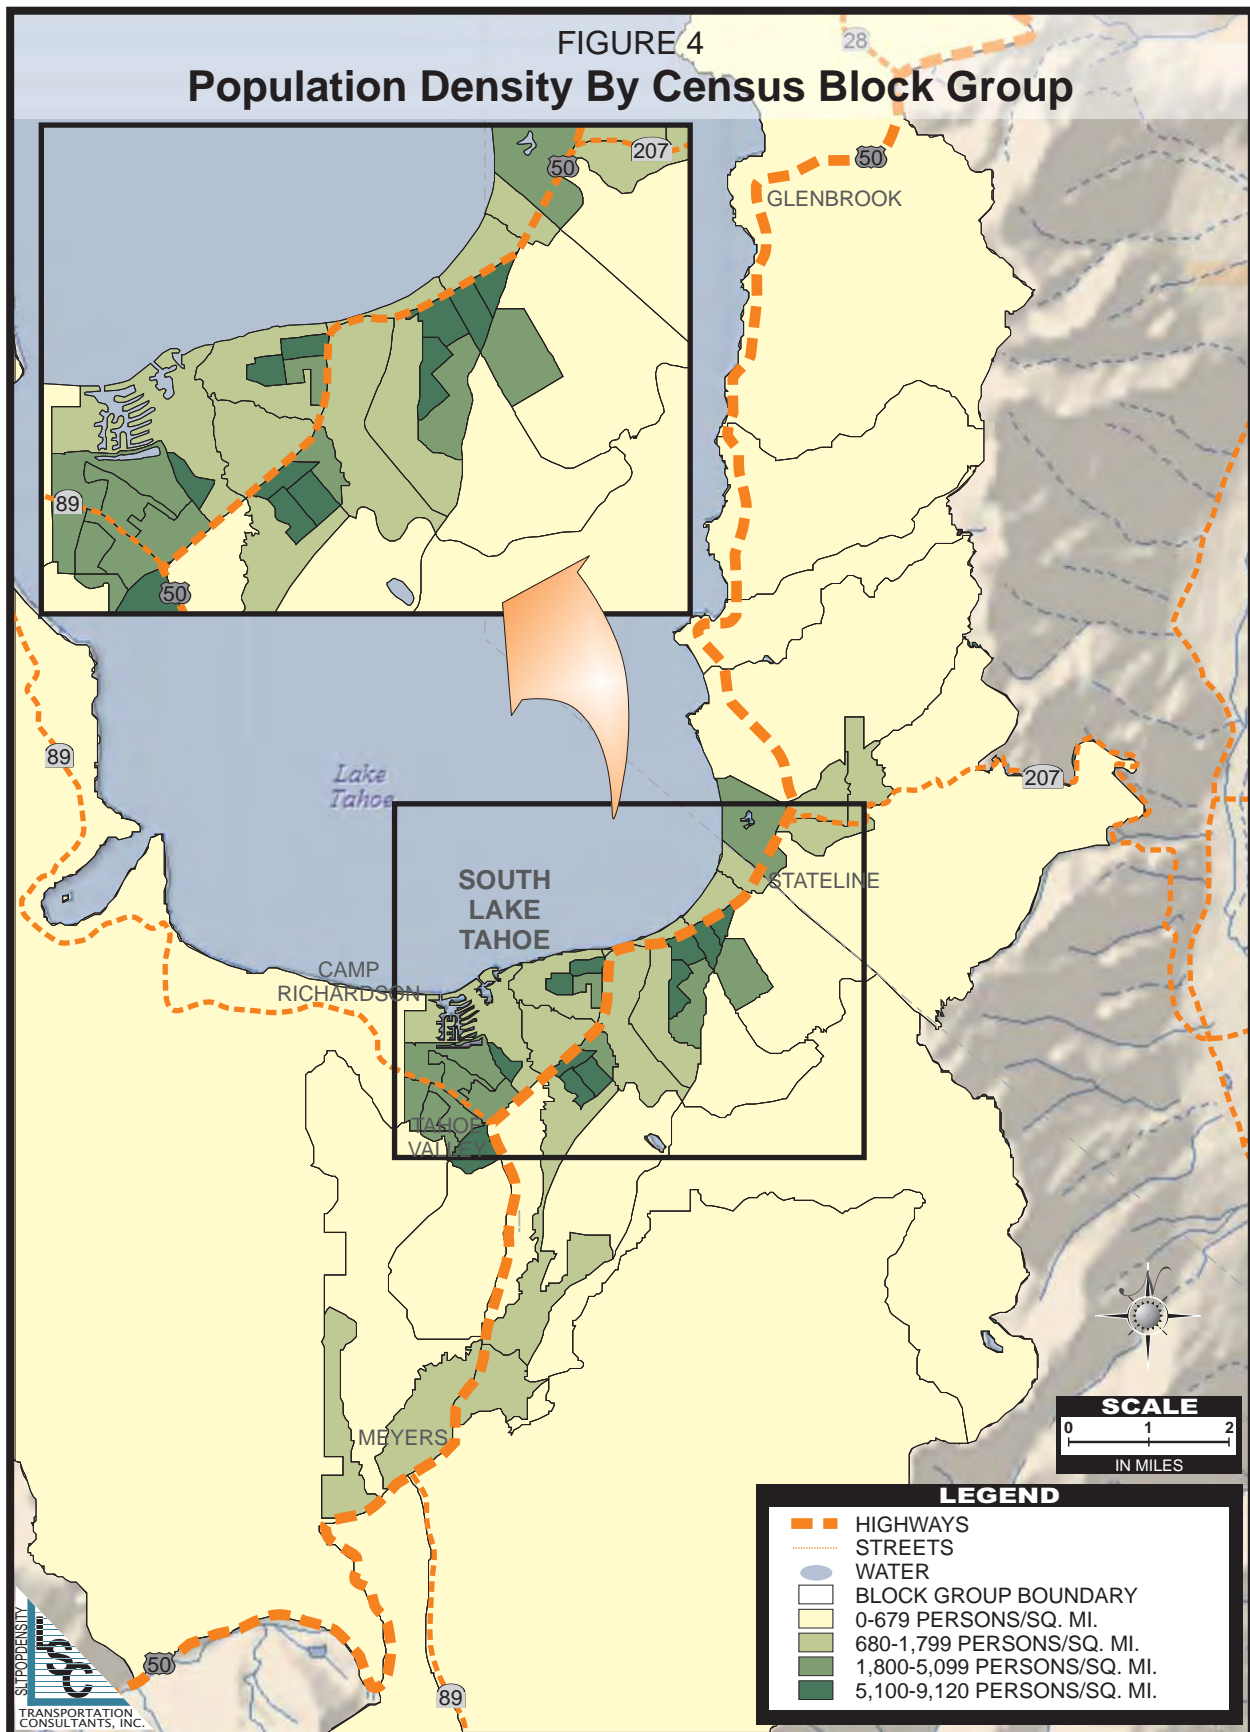 FIGURE 4
Population Density By Census Block Group
28
50
207
50
GLENBROOK
89
50
89
Lake
Tahoe
207
SOUTH
LAKE
TAHOE
STATELINE
CAMP
RICHARDSON
TAHOE
VALLEY
MEYERS
N
SCALE
0 1 2
IN MILES
LEGEND
HIGHWAYS
STREETS
WATER
BLOCK GROUP BOUNDARY
0-679 PERSONS/SQ. MI.
680-1,799 PERSONS/SQ. MI.
1,800-5,099 PERSONS/SQ. MI.
5,100-9,120 PERSONS/SQ. MI.
50
89
SLTPOPDENSITY
LSC
TRANSPORTATION
CONSULTANTS, INC.